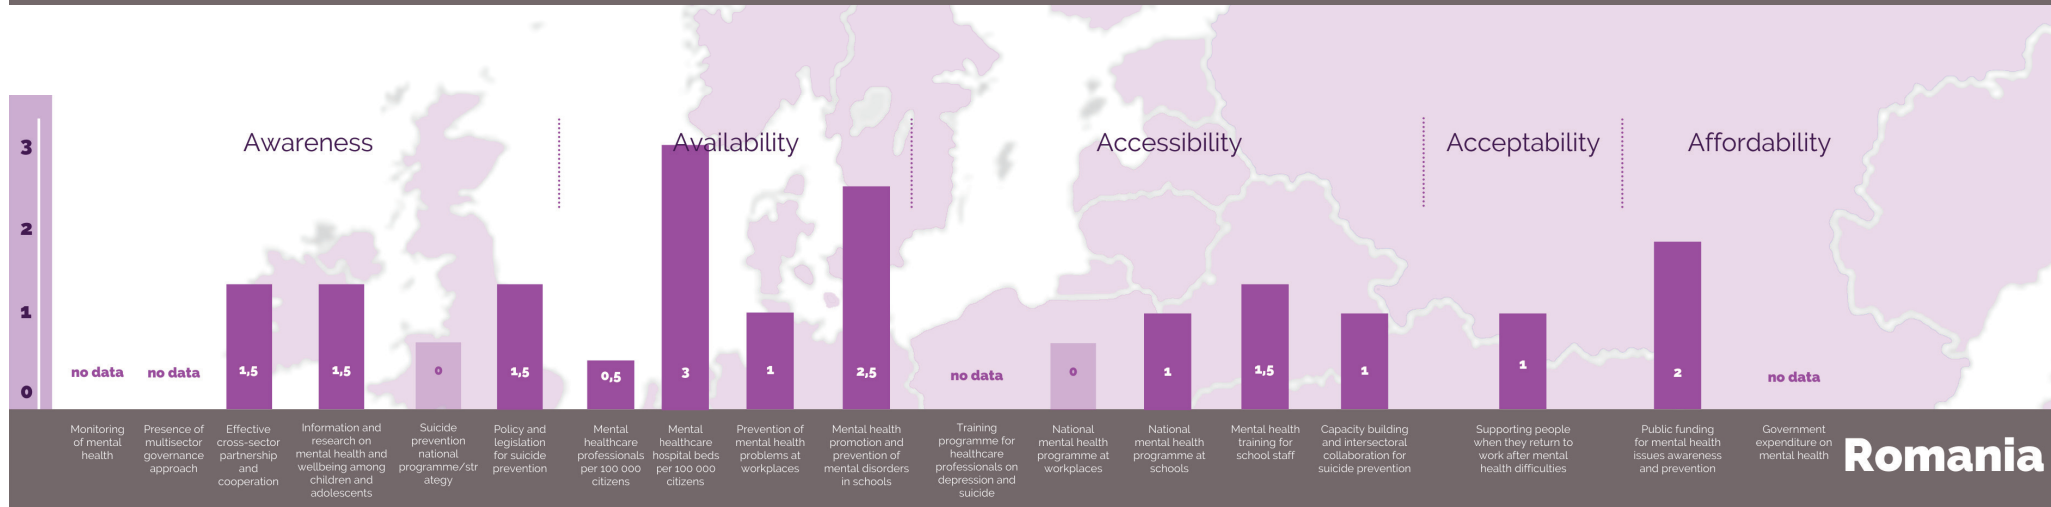 Awareness
Availability
Accessibility
Acceptability
Affordability
3
2
1
0
no data
no data
1,5
1,5
0
1,5
0,5
3
1
2,5
no data
0
1
1,5
1
1
2
no data
Monitoring
of mental
health
Presence of
multisector
governance
approach
Effective
cross-sector
partnership
and
cooperation
Information and
research on
mental health and
wellbeing among
children and
adolescents
Suicide
prevention
national
programme/str
ategy
Policy and
legislation
for suicide
prevention
Mental
healthcare
professionals
per 100 000
citizens
Mental
healthcare
hospital beds
per 100 000
citizens
Prevention of
mental health
problems at
workplaces
Mental health
promotion and
prevention of
mental disorders
in schools
Training
programme for
healthcare
professionals on
depression and
suicide
National
mental health
programme at
workplaces
National
mental health
programme at
schools
Mental health
training for
school staff
Capacity building
and intersectoral
collaboration for
suicide prevention
Supporting people
when they return to
work after mental
health difficulties
Public funding
for mental health
issues awareness
and prevention
Government
expenditure on
mental health
Romania